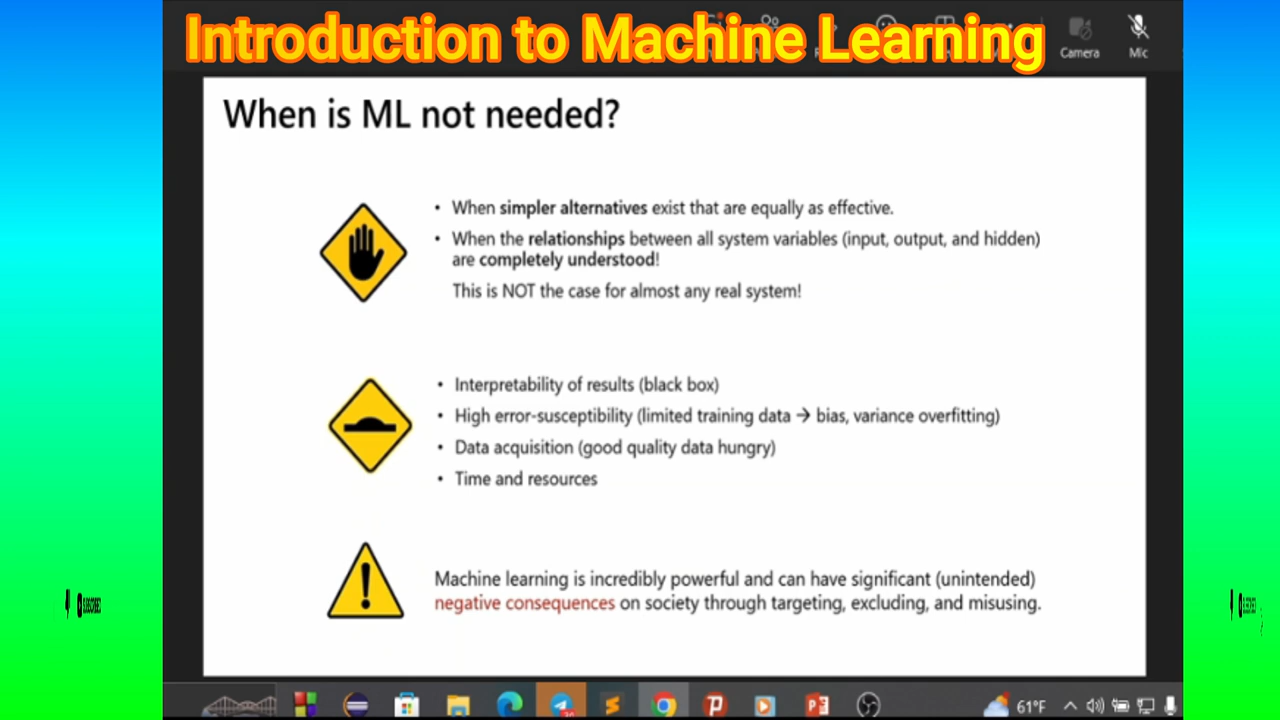 Introduction to Machine Learning
Camera
Mic
When is ML not needed?
• When simpler alternatives exist that are equally as effective.
• When the relationships between all system variables (input, output, and hidden)
are completely understood!
This is NOT the case for almost any real system!
• Interpretability of results (black box)
• High error-susceptibility (limited training data → bias, variance overfitting)
• Data acquisition (good quality data hungry)
• Time and resources
Machine learning is incredibly powerful and can have significant (unintended)
negative consequences on society through targeting, excluding, and misusing.
SUBSCRIBE
61°F